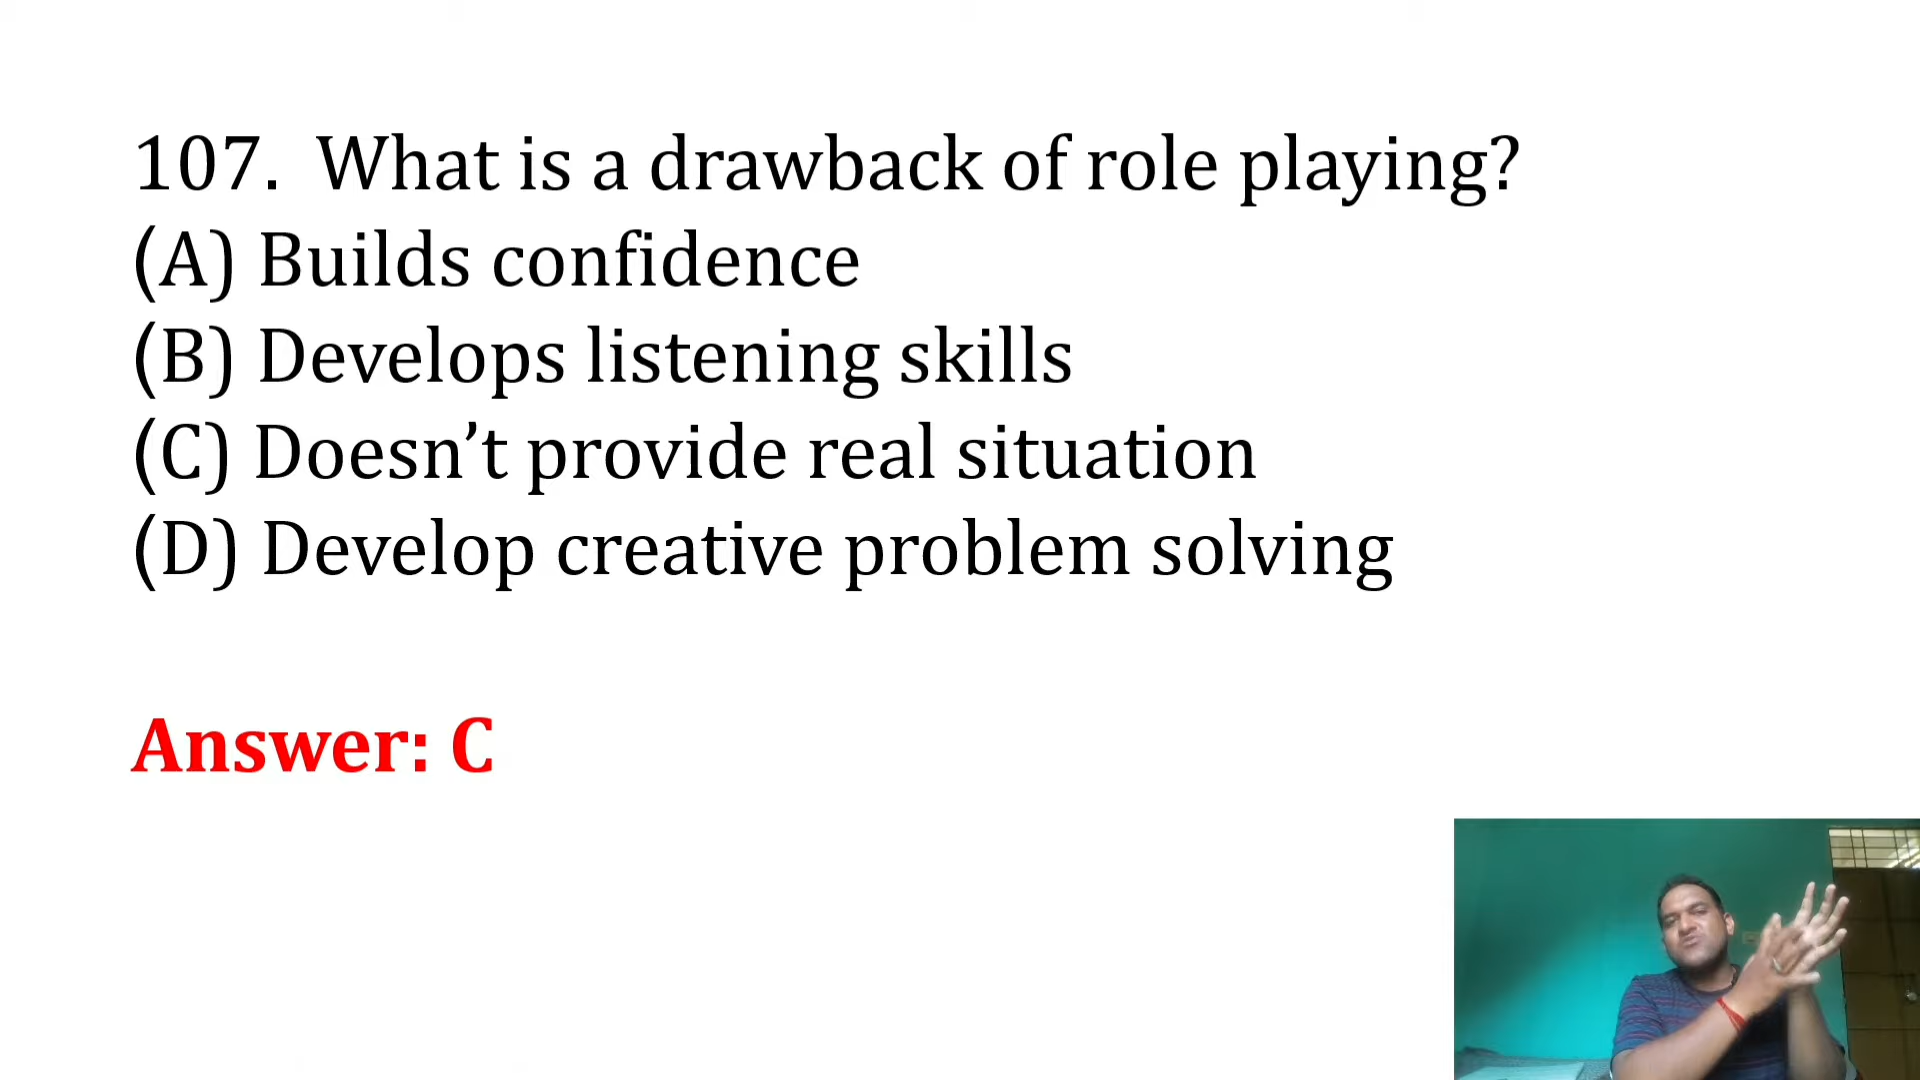 107.  What is a drawback of role playing?
(A) Builds confidence
(B) Develops listening skills
(C) Doesn’t provide real situation
(D) Develop creative problem solving
Answer: C